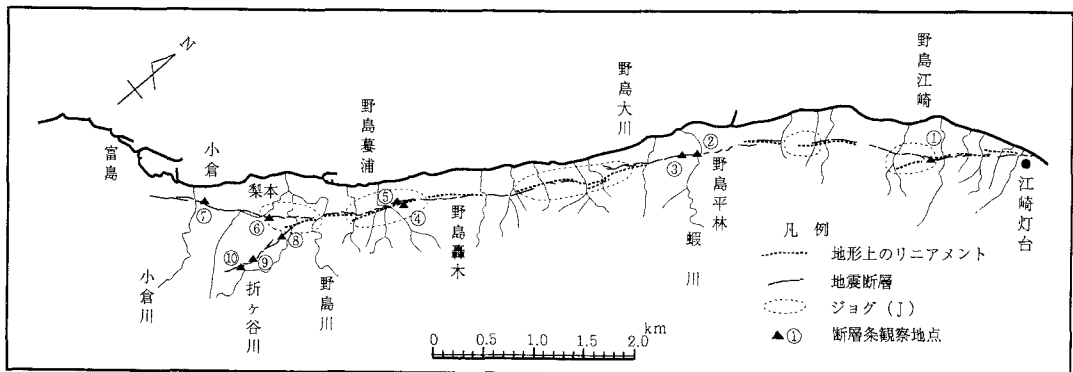 N
富島
小倉
梨本
野島蟇浦
野島大川
野島江崎
①
②
③
④
⑤
⑥
⑦
⑧
⑨
⑩
小倉川
折ヶ谷川
野島川
野島轟木
野島平林
蝦川
江崎灯台
凡 例
地形上のリニアメント
地震断層
ジョグ (J)
① 断層条観察地点
0 0.5 1.0 1.5 2.0 km